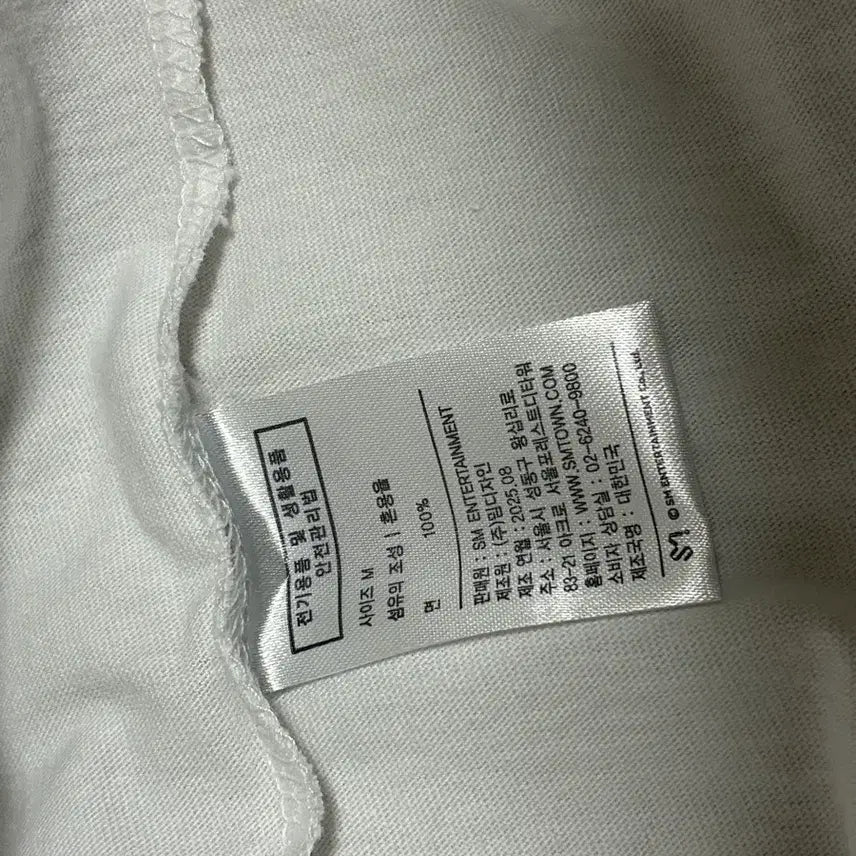 전기용품 및 생활용품
안전관리법
사이즈 M
섬유의 조성 | 혼용율
면 100%
판매원 : SM ENTERTAINMENT
제조원 : (주)밈디자인
제조 연월 : 2025.08
주소 : 서울시 성동구 왕십리로
83-21 아크로 서울포레스트디타워
홈페이지 : WWW.SMTOWN.COM
소비자 상담실 : 02-6240-9800
제조국명 : 대한민국
SM © SM ENTERTAINMENT CO., LTD.